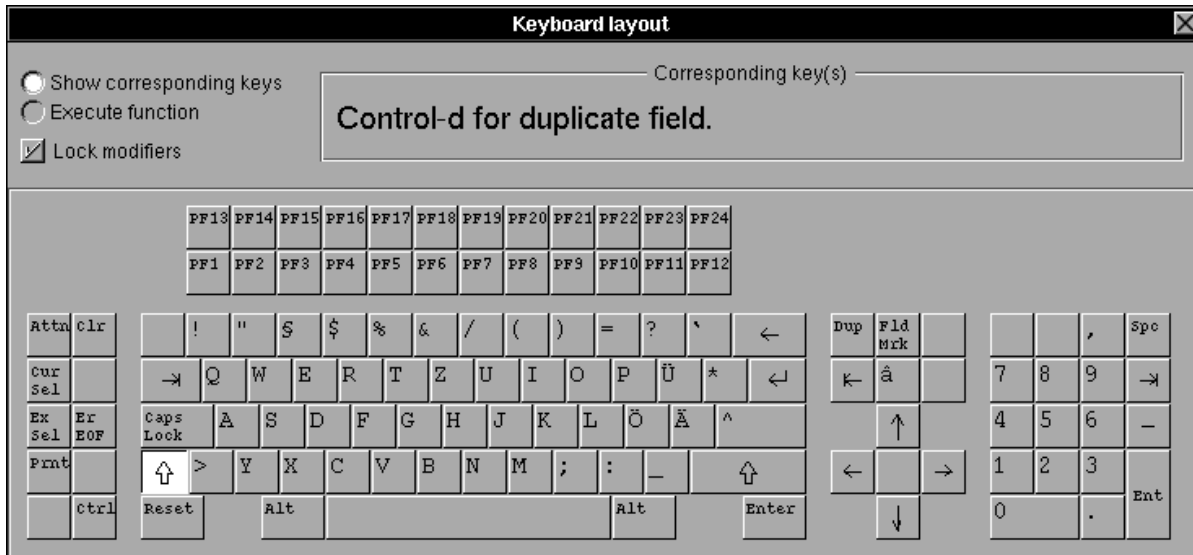 Keyboard layout
Show corresponding keys
Execute function
Lock modifiers
Corresponding key(s)
Control-d for duplicate field.
PF13 PF14 PF15 PF16 PF17 PF18 PF19 PF20 PF21 PF22 PF23 PF24
PF1 PF2 PF3 PF4 PF5 PF6 PF7 PF8 PF9 PF10 PF11 PF12
Attn Clr ! " § $ % & / ( ) = ? ` ← Dup Fld Mrk , Spc
Cur Sel →| Q W E R T Z U I O P Ü * ↵ |← â 7 8 9 →|
Ex Sel Er EOF Caps Lock A S D F G H J K L Ö Ä ^ ↑ 4 5 6 –
Prnt ⇧ > Y X C V B N M ; : _ ⇧ ← → 1 2 3 Ent
Ctrl Reset Alt Alt Enter ↓ 0 .